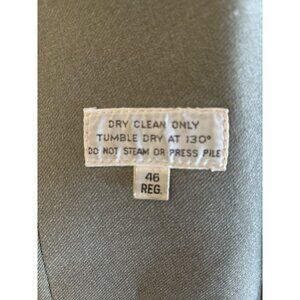 DRY CLEAN ONLY
TUMBLE DRY AT 130°
DO NOT STEAM OR PRESS PILE
46
REG.